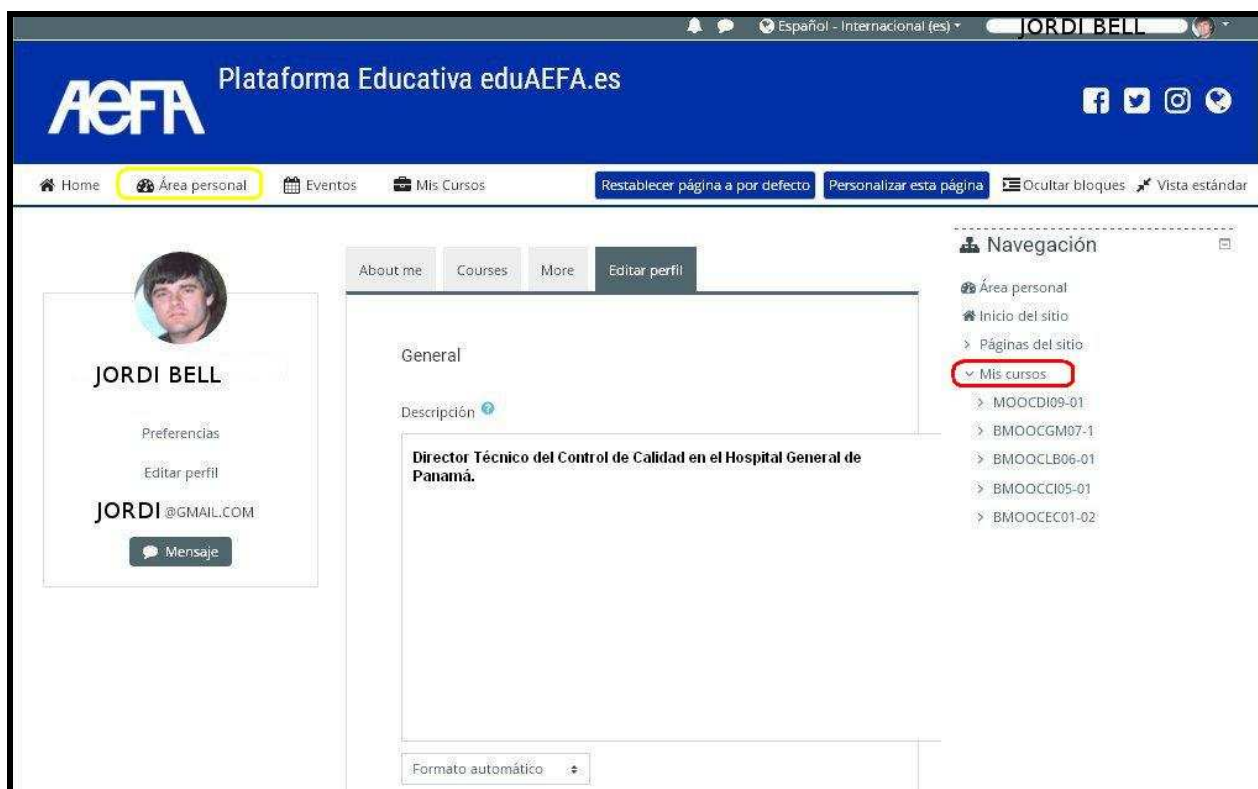 Español - Internacional (es)
JORDI BELL
AEFA
Plataforma Educativa eduAEFA.es
Home
Área personal
Eventos
Mis Cursos
Restablecer página a por defecto
Personalizar esta página
Ocultar bloques
Vista estándar
JORDI BELL
Preferencias
Editar perfil
JORDI @GMAIL.COM
Mensaje
About me
Courses
More
Editar perfil
General
Descripción
Director Técnico del Control de Calidad en el Hospital General de
Panamá.
Formato automático
Navegación
Área personal
Inicio del sitio
Páginas del sitio
Mis cursos
MOOCDI09-01
BMOOCGM07-1
BMOOCLB06-01
BMOOCCI05-01
BMOOCEC01-02